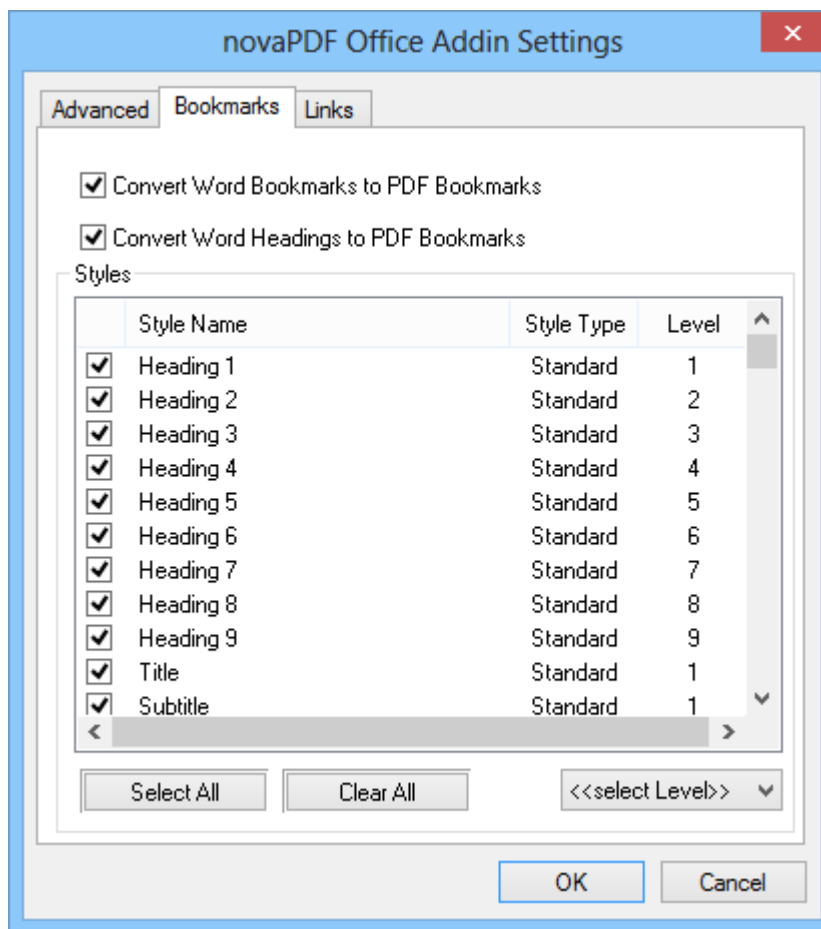 novaPDF Office Addin Settings
Advanced Bookmarks Links
Convert Word Bookmarks to PDF Bookmarks
Convert Word Headings to PDF Bookmarks
Styles
Style Name Style Type Level
Heading 1 Standard 1
Heading 2 Standard 2
Heading 3 Standard 3
Heading 4 Standard 4
Heading 5 Standard 5
Heading 6 Standard 6
Heading 7 Standard 7
Heading 8 Standard 8
Heading 9 Standard 9
Title Standard 1
Subtitle Standard 1
Select All Clear All <<select Level>>
OK Cancel